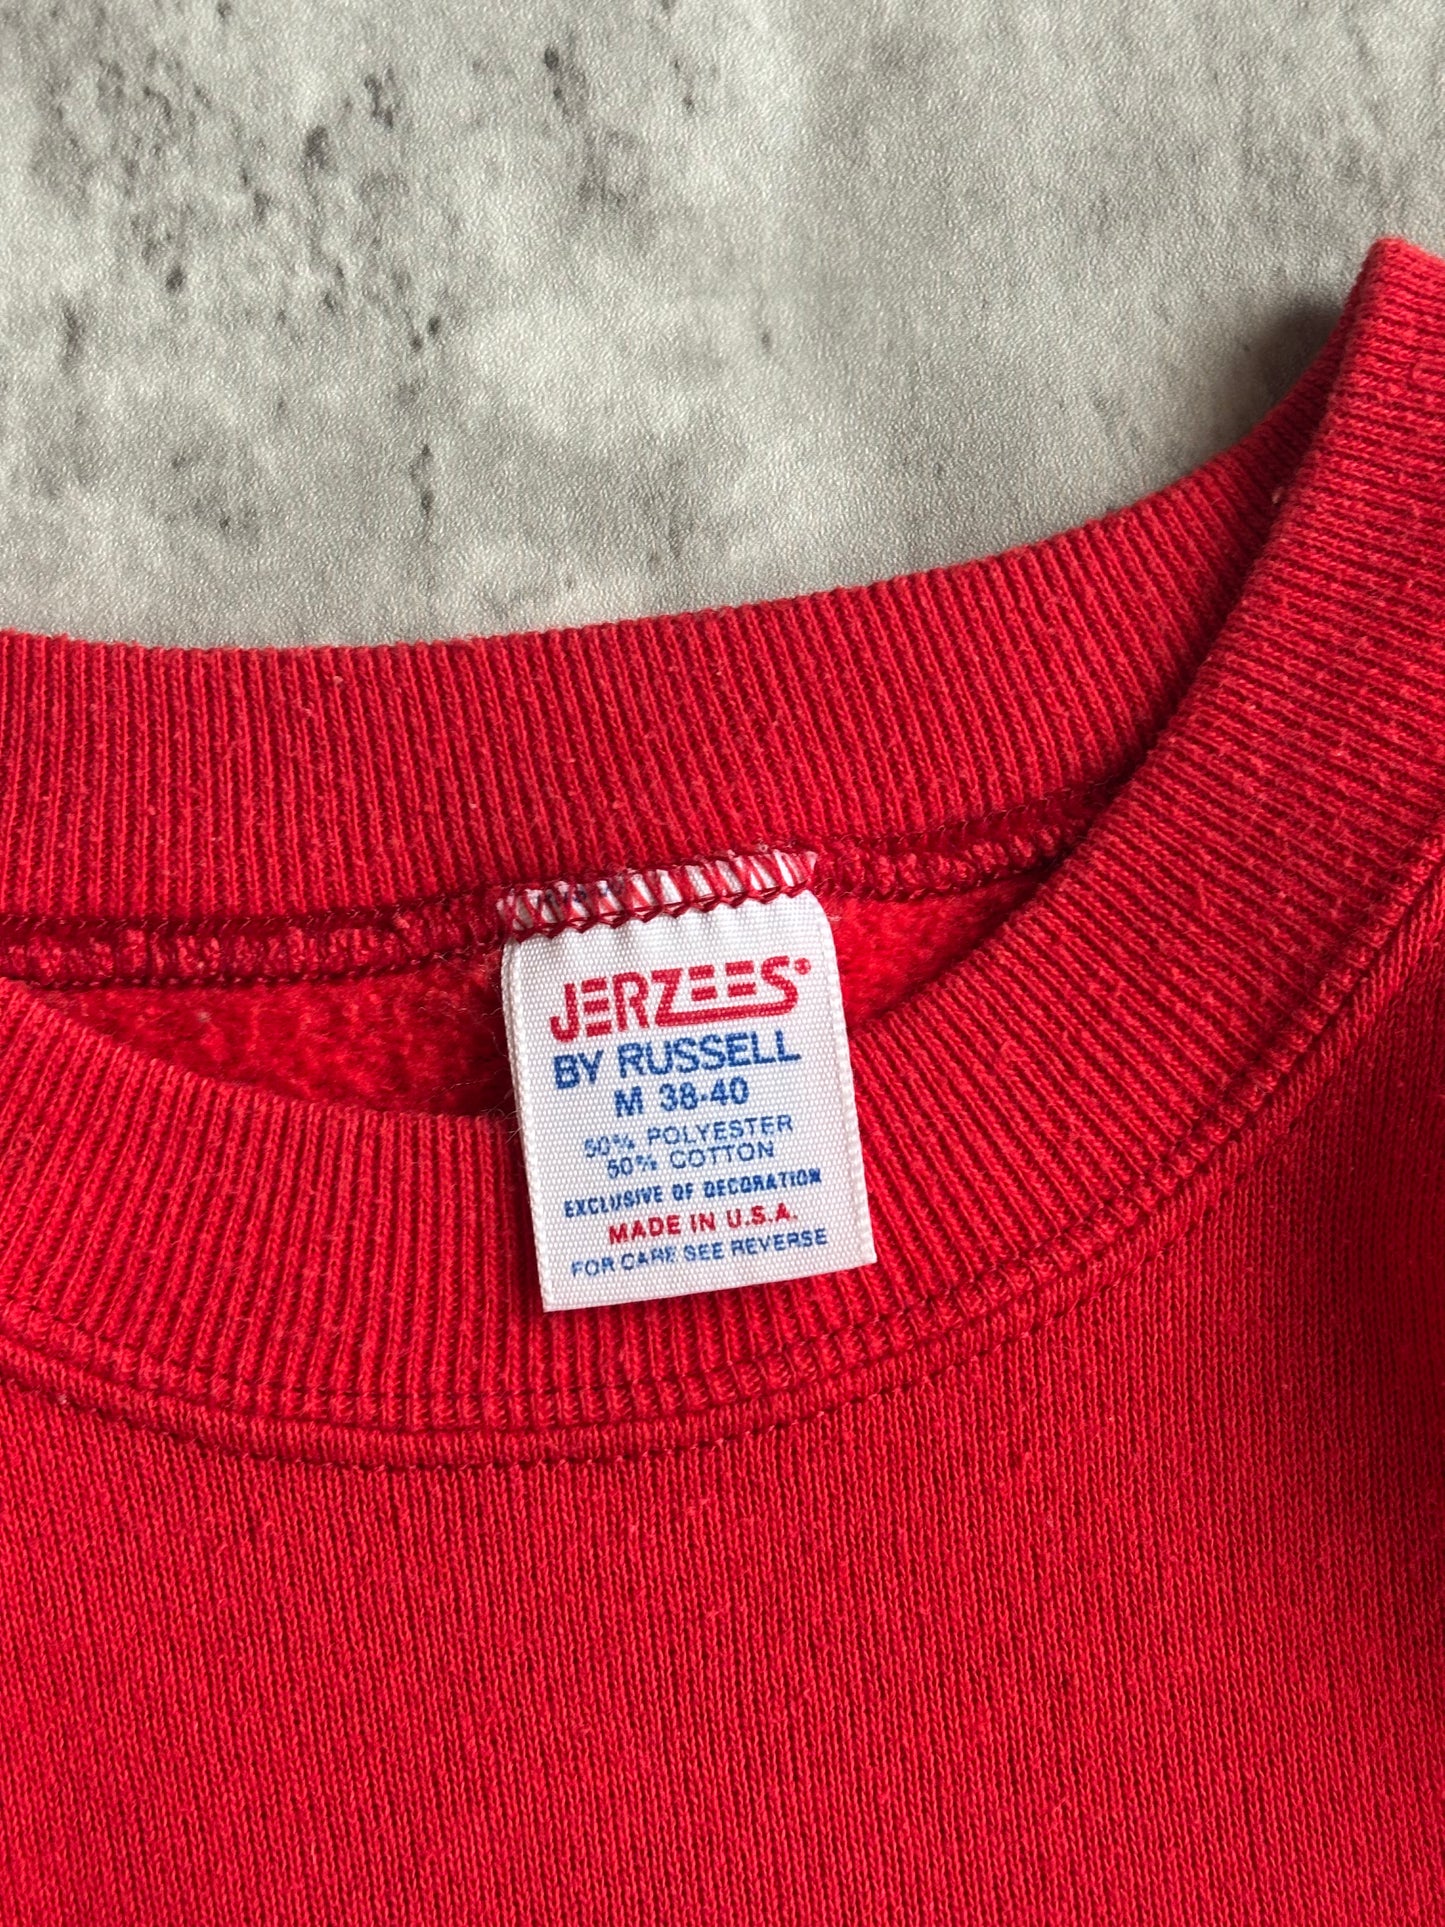 JERZEES®
BY RUSSELL
M 38-40
50% POLYESTER
50% COTTON
EXCLUSIVE OF DECORATION
MADE IN U.S.A.
FOR CARE SEE REVERSE